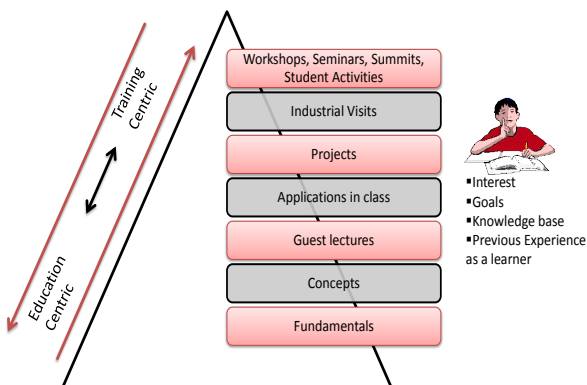 Training
Centric
Education
Centric
Workshops, Seminars, Summits,
Student Activities
Industrial Visits
Projects
Applications in class
Guest lectures
Concepts
Fundamentals
▪Interest
▪Goals
▪Knowledge base
▪Previous Experience
as a learner